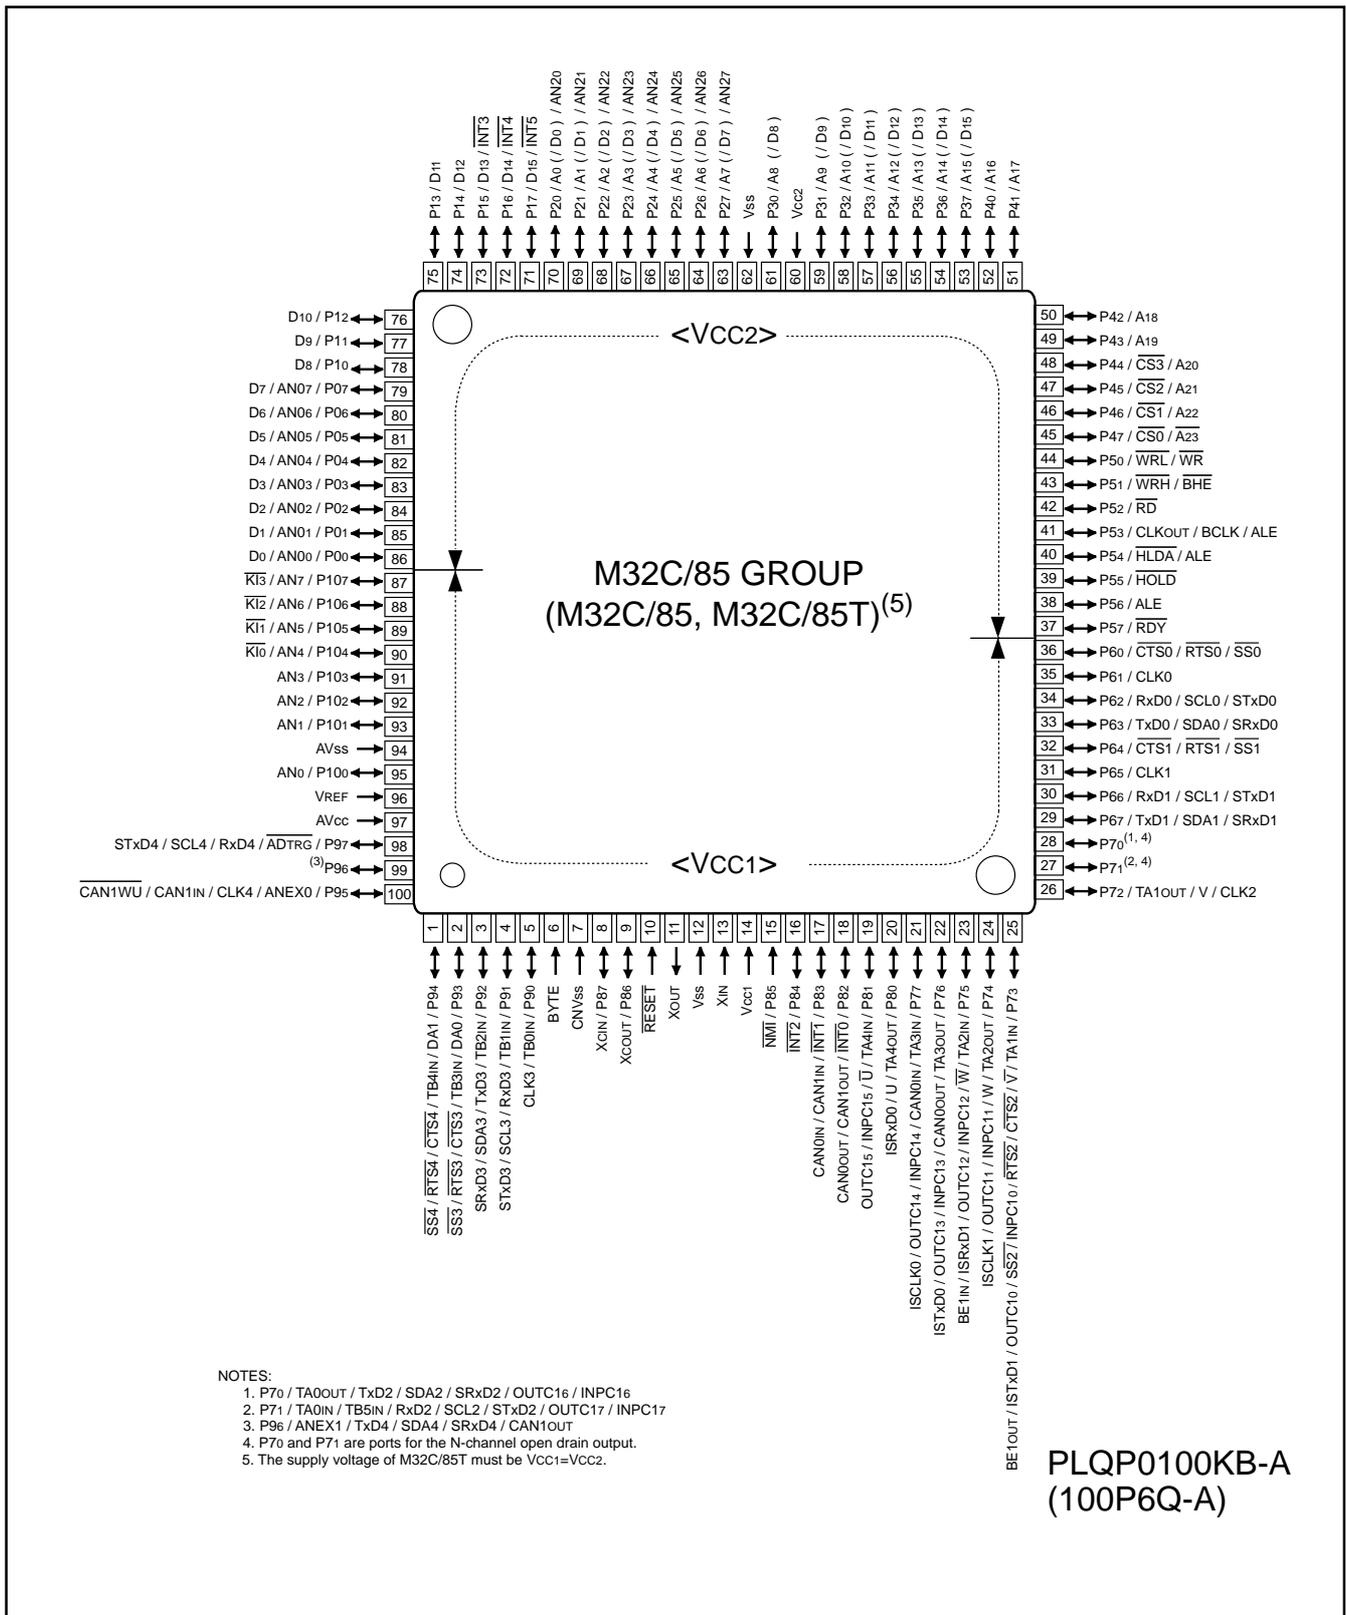 P13 / D11
P14 / D12
P15 / D13 / INT3
P16 / D14 / INT4
P17 / D15 / INT5
P20 / A0 ( / D0 ) / AN20
P21 / A1 ( / D1 ) / AN21
P22 / A2 ( / D2 ) / AN22
P23 / A3 ( / D3 ) / AN23
P24 / A4 ( / D4 ) / AN24
P25 / A5 ( / D5 ) / AN25
P26 / A6 ( / D6 ) / AN26
P27 / A7 ( / D7 ) / AN27
Vss
P30 / A8 ( / D8 )
Vcc2
P31 / A9 ( / D9 )
P32 / A10 ( / D10 )
P33 / A11 ( / D11 )
P34 / A12 ( / D12 )
P35 / A13 ( / D13 )
P36 / A14 ( / D14 )
P37 / A15 ( / D15 )
P40 / A16
P41 / A17
75 74 73 72 71 70 69 68 67 66 65 64 63 62 61 60 59 58 57 56 55 54 53 52 51
D10 / P12 76
D9 / P11 77
D8 / P10 78
D7 / AN07 / P07 79
D6 / AN06 / P06 80
D5 / AN05 / P05 81
D4 / AN04 / P04 82
D3 / AN03 / P03 83
D2 / AN02 / P02 84
D1 / AN01 / P01 85
D0 / AN00 / P00 86
KI3 / AN7 / P107 87
KI2 / AN6 / P106 88
KI1 / AN5 / P105 89
KI0 / AN4 / P104 90
AN3 / P103 91
AN2 / P102 92
AN1 / P101 93
AVss 94
AN0 / P100 95
VREF 96
AVcc 97
STxD4 / SCL4 / RxD4 / ADTRG / P97 98
(3)P96 99
CAN1WU / CAN1IN / CLK4 / ANEX0 / P95 100
<VCC2>
M32C/85 GROUP
(M32C/85, M32C/85T)(5)
<VCC1>
50 P42 / A18
49 P43 / A19
48 P44 / CS3 / A20
47 P45 / CS2 / A21
46 P46 / CS1 / A22
45 P47 / CS0 / A23
44 P50 / WRL / WR
43 P51 / WRH / BHE
42 P52 / RD
41 P53 / CLKOUT / BCLK / ALE
40 P54 / HLDA / ALE
39 P55 / HOLD
38 P56 / ALE
37 P57 / RDY
36 P60 / CTS0 / RTS0 / SS0
35 P61 / CLK0
34 P62 / RxD0 / SCL0 / STxD0
33 P63 / TxD0 / SDA0 / SRxD0
32 P64 / CTS1 / RTS1 / SS1
31 P65 / CLK1
30 P66 / RxD1 / SCL1 / STxD1
29 P67 / TxD1 / SDA1 / SRxD1
28 P70(1, 4)
27 P71(2, 4)
26 P72 / TA1OUT / V / CLK2
1 2 3 4 5 6 7 8 9 10 11 12 13 14 15 16 17 18 19 20 21 22 23 24 25
SS4 / RTS4 / CTS4 / TB4IN / DA1 / P94
SS3 / RTS3 / CTS3 / TB3IN / DA0 / P93
SRxD3 / SDA3 / TxD3 / TB2IN / P92
STxD3 / SCL3 / RxD3 / TB1IN / P91
CLK3 / TB0IN / P90
BYTE
CNVss
XCIN / P87
XCOUT / P86
RESET
XOUT
Vss
XIN
Vcc1
NMI / P85
INT2 / P84
CAN0IN / CAN1IN / INT1 / P83
CAN0OUT / CAN1OUT / INT0 / P82
OUTC15 / INPC15 / U / TA4IN / P81
ISRxD0 / U / TA4OUT / P80
ISCLK0 / OUTC14 / INPC14 / CAN0IN / TA3IN / P77
ISTxD0 / OUTC13 / INPC13 / CAN0OUT / TA3OUT / P76
BE1IN / ISRxD1 / OUTC12 / INPC12 / W / TA2IN / P75
ISCLK1 / OUTC11 / INPC11 / W / TA2OUT / P74
BE1OUT / ISTxD1 / OUTC10 / SS2 / INPC10 / RTS2 / CTS2 / V / TA1IN / P73
NOTES:
1. P70 / TA0OUT / TxD2 / SDA2 / SRxD2 / OUTC16 / INPC16
2. P71 / TA0IN / TB5IN / RxD2 / SCL2 / STxD2 / OUTC17 / INPC17
3. P96 / ANEX1 / TxD4 / SDA4 / SRxD4 / CAN1OUT
4. P70 and P71 are ports for the N-channel open drain output.
5. The supply voltage of M32C/85T must be VCC1=VCC2.
PLQP0100KB-A
(100P6Q-A)